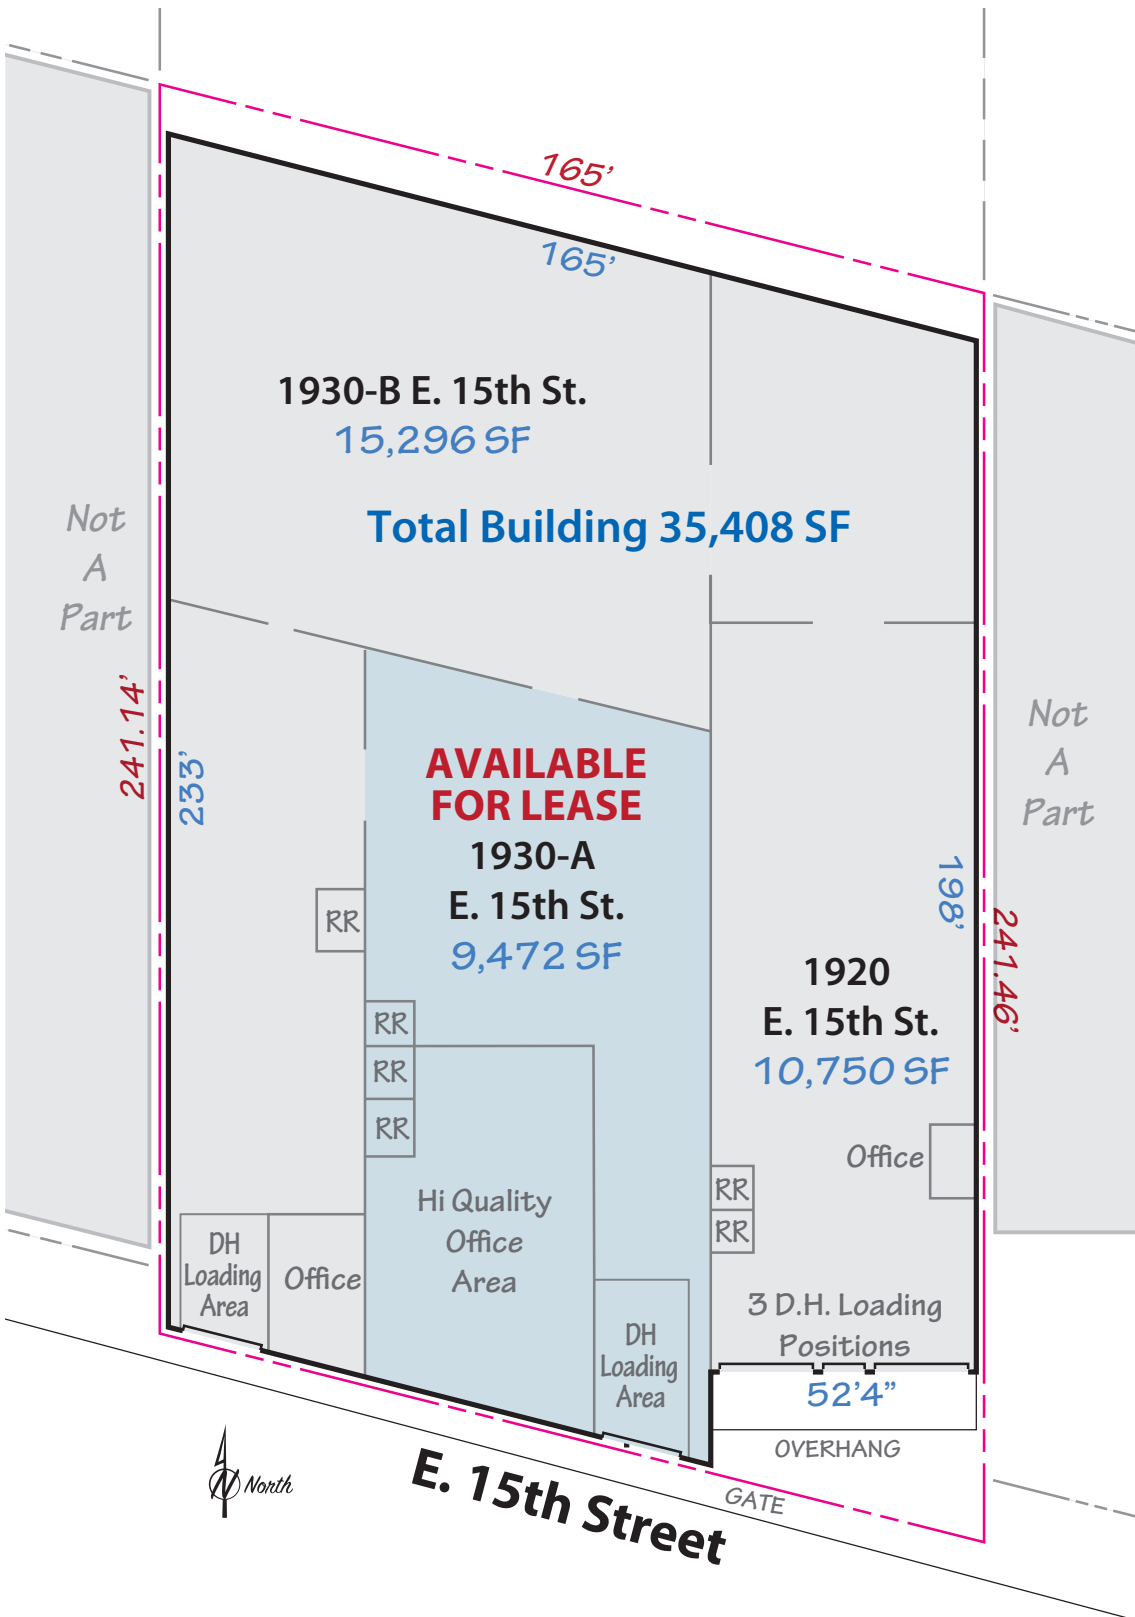 165’
165’
1930-B E. 15th St.
15,296 SF
Total Building 35,408 SF
Not
A
Part
241.14’
233’
AVAILABLE
FOR LEASE
1930-A
E. 15th St.
9,472 SF
Not
A
Part
198’
241.46’
1920
E. 15th St.
10,750 SF
RR
RR
RR
RR
Office
RR
RR
Hi Quality
Office
Area
DH
Loading
Area
Office
DH
Loading
Area
3 D.H. Loading
Positions
52’4”
OVERHANG
GATE
E. 15th Street
N
North